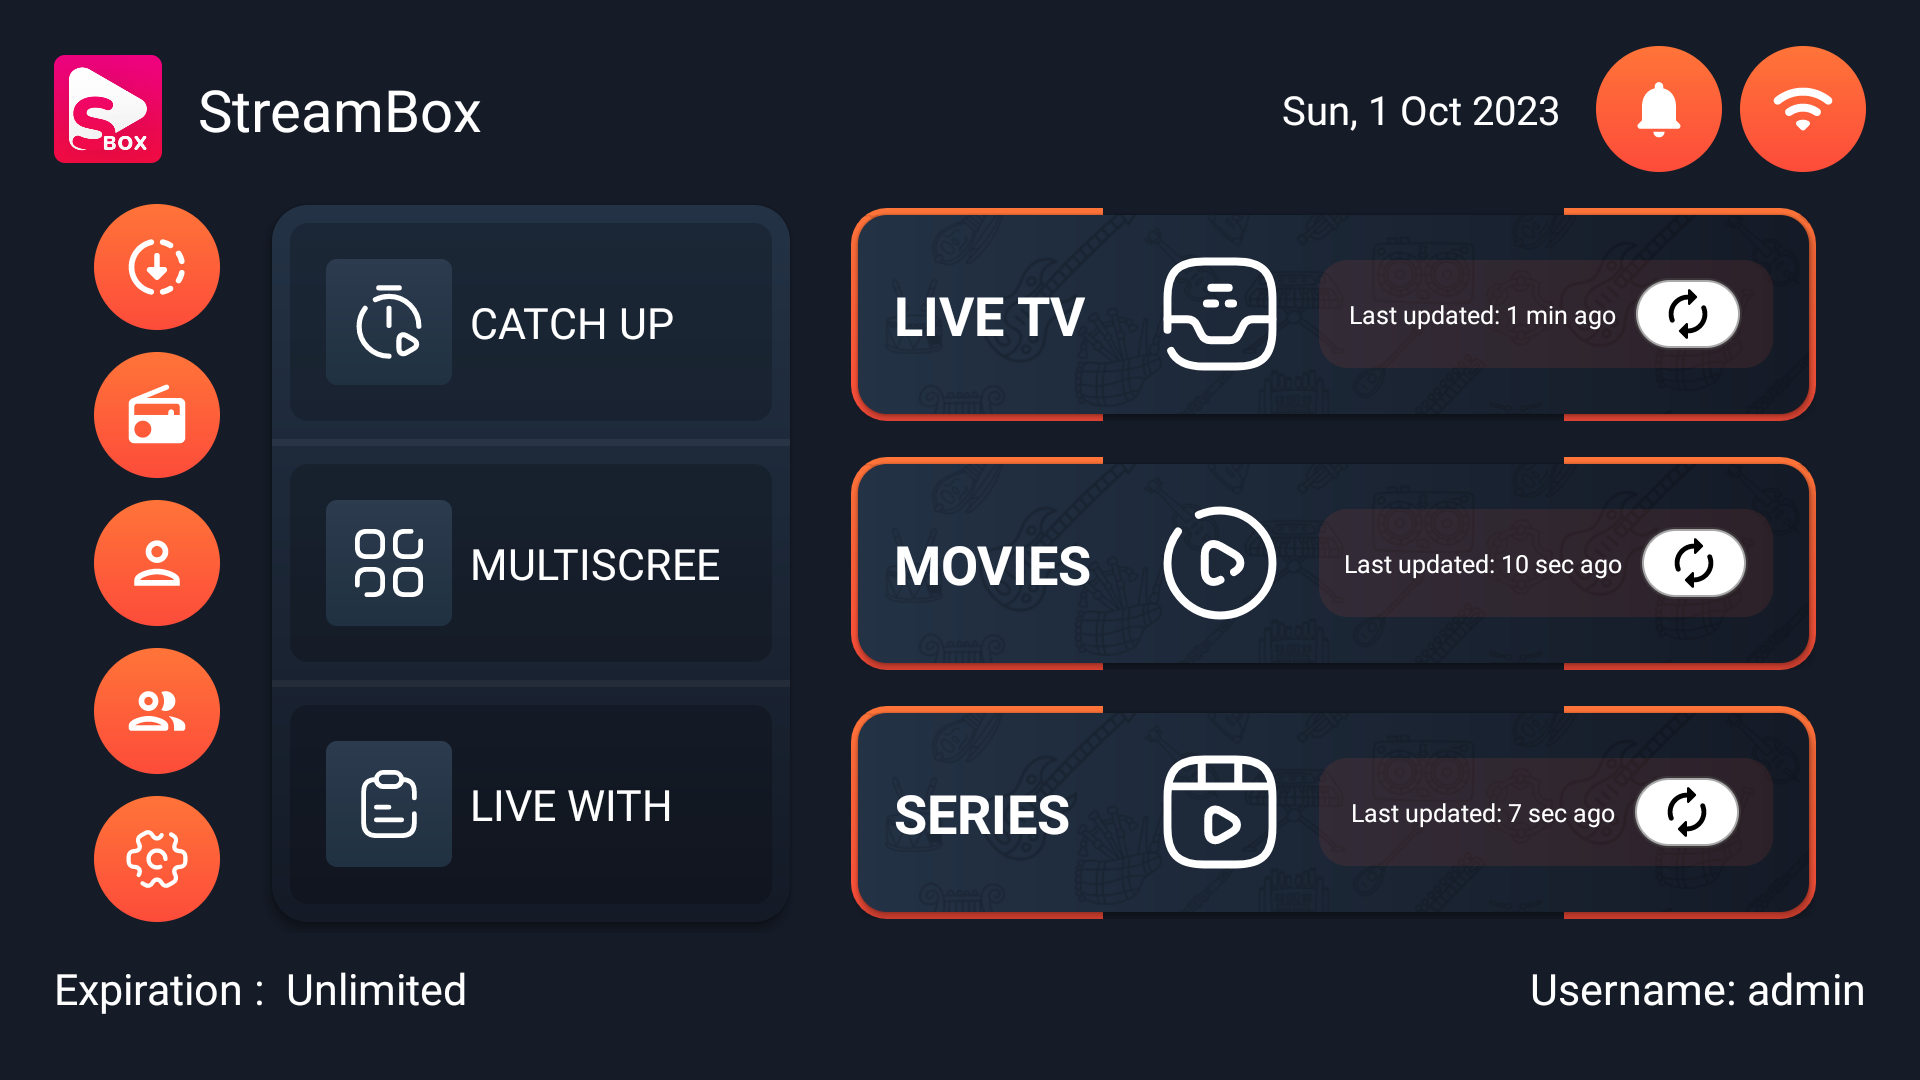 S BOX
StreamBox
Sun, 1 Oct 2023
CATCH UP
MULTISCREE
LIVE WITH
LIVE TV
Last updated: 1 min ago
MOVIES
Last updated: 10 sec ago
SERIES
Last updated: 7 sec ago
Expiration : Unlimited
Username: admin